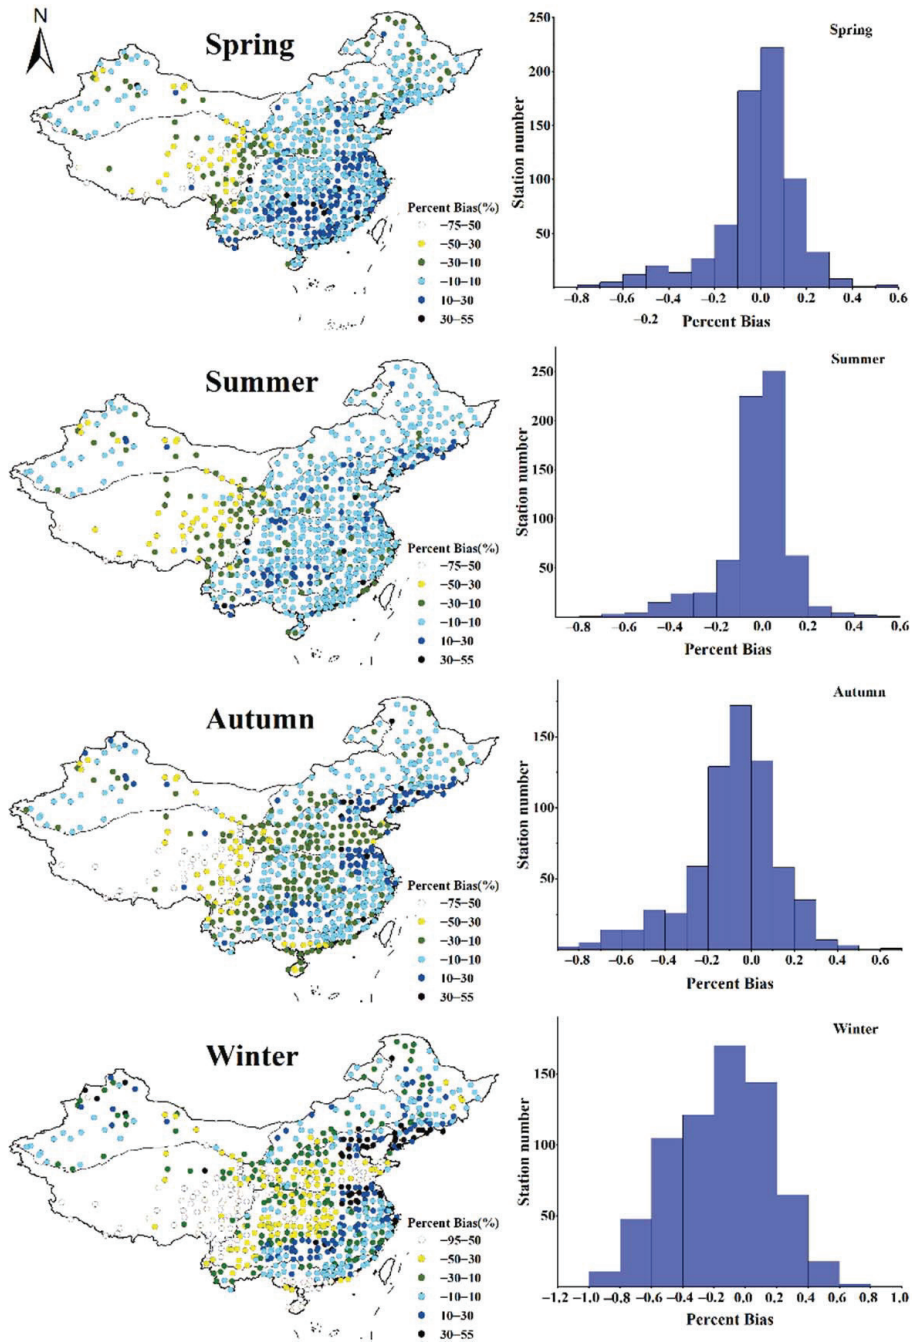 N
Spring
Percent Bias(%)
−75–50
−50–30
−30–10
−10–10
10–30
30–55
Spring
Station number
250
200
150
100
50
−0.8 −0.6 −0.4 −0.2 0.0 0.2 0.4 0.6
−0.2
Percent Bias
Summer
Percent Bias(%)
−75–50
−50–30
−30–10
−10–10
10–30
30–55
Summer
Station number
250
200
150
100
50
−0.8 −0.6 −0.4 −0.2 0.0 0.2 0.4 0.6
Percent Bias
Autumn
Percent Bias(%)
−75–50
−50–30
−30–10
−10–10
10–30
30–55
Autumn
Station number
150
100
50
−0.8 −0.6 −0.4 −0.2 0.0 0.2 0.4 0.6
Percent Bias
Winter
Percent Bias(%)
−95–50
−50–30
−30–10
−10–10
10–30
30–55
Winter
Station number
150
100
50
−1.2 −1.0 −0.8 −0.6 −0.4 −0.2 0.0 0.2 0.4 0.6 0.8 1.0
Percent Bias